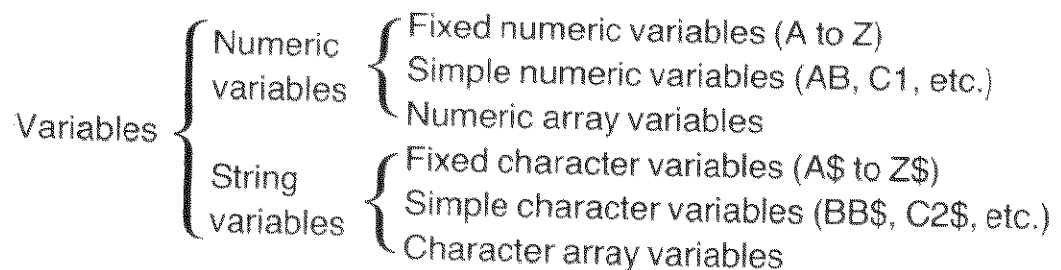 Variables
Numeric
variables
Fixed numeric variables (A to Z)
Simple numeric variables (AB, C1, etc.)
Numeric array variables
String
variables
Fixed character variables (A$ to Z$)
Simple character variables (BB$, C2$, etc.)
Character array variables